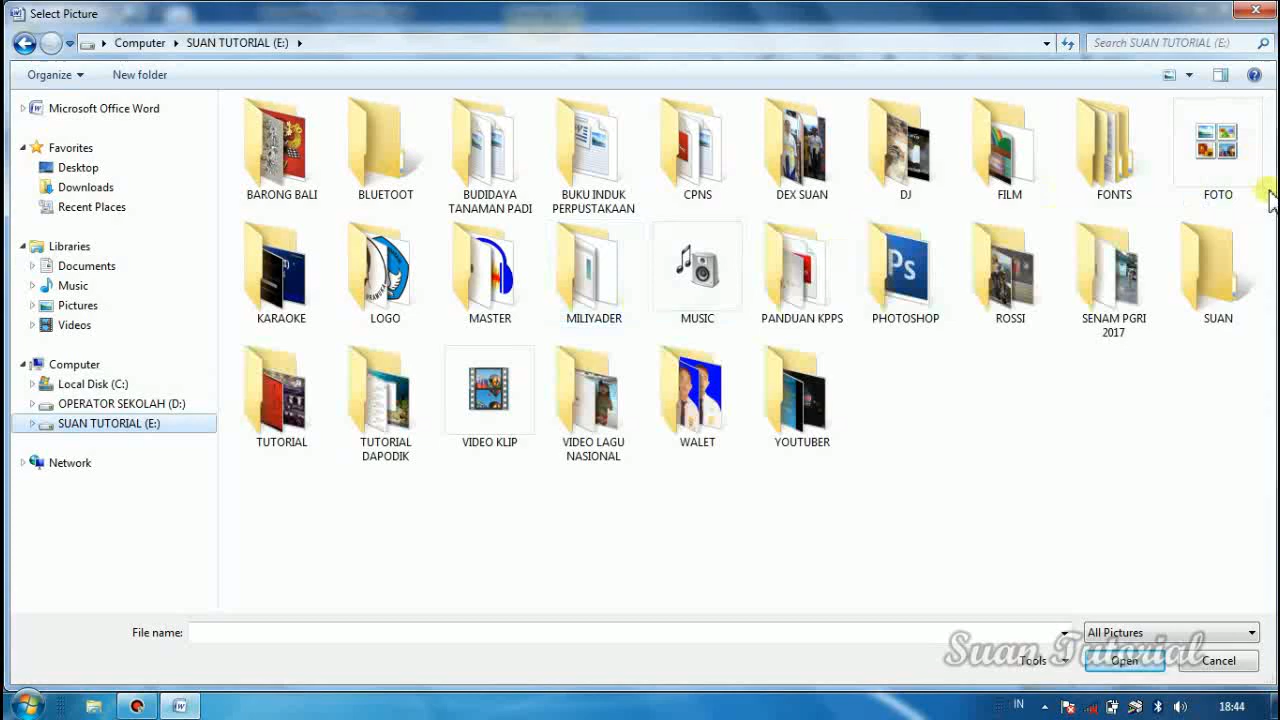 Select Picture
Computer
SUAN TUTORIAL (E:)
Search SUAN TUTORIAL (E:)
Organize
New folder
Microsoft Office Word
Favorites
Desktop
Downloads
Recent Places
Libraries
Documents
Music
Pictures
Videos
Computer
Local Disk (C:)
OPERATOR SEKOLAH (D:)
SUAN TUTORIAL (E:)
Network
BARONG BALI
BLUETOOT
BUDIDAYA
TANAMAN PADI
BUKU INDUK
PERPUSTAKAAN
CPNS
DEX SUAN
DJ
FILM
FONTS
FOTO
KARAOKE
LOGO
MASTER
MILIYADER
MUSIC
PANDUAN KPPS
PHOTOSHOP
Ps
ROSSI
SENAM PGRI
2017
SUAN
TUTORIAL
TUTORIAL
DAPODIK
VIDEO KLIP
VIDEO LAGU
NASIONAL
WALET
YOUTUBER
File name:
All Pictures
Suan Tutorial
Tools
Open
Cancel
IN
18:44